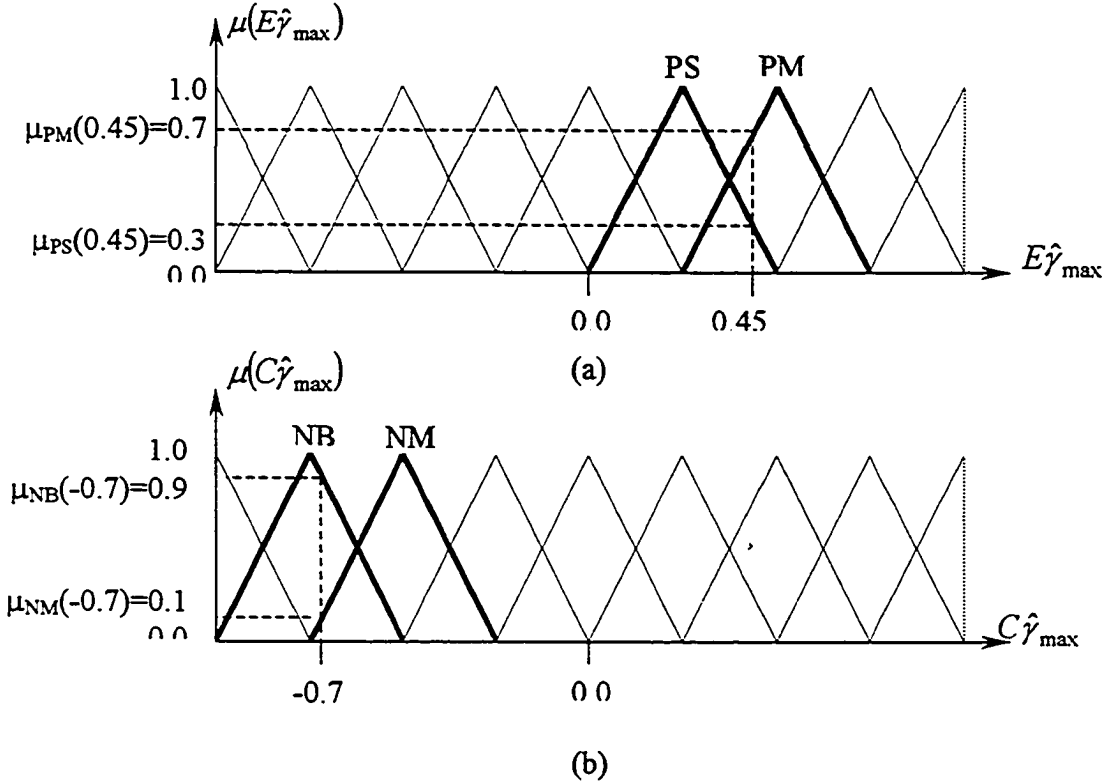 μ(Eγ̂max)
PS PM
1.0
μPM(0.45)=0.7
μPS(0.45)=0.3
0.0
Eγ̂max
0.0 0.45
(a)
μ(Cγ̂max)
NB NM
1.0
μNB(-0.7)=0.9
μNM(-0.7)=0.1
0.0
Cγ̂max
-0.7 0.0
(b)